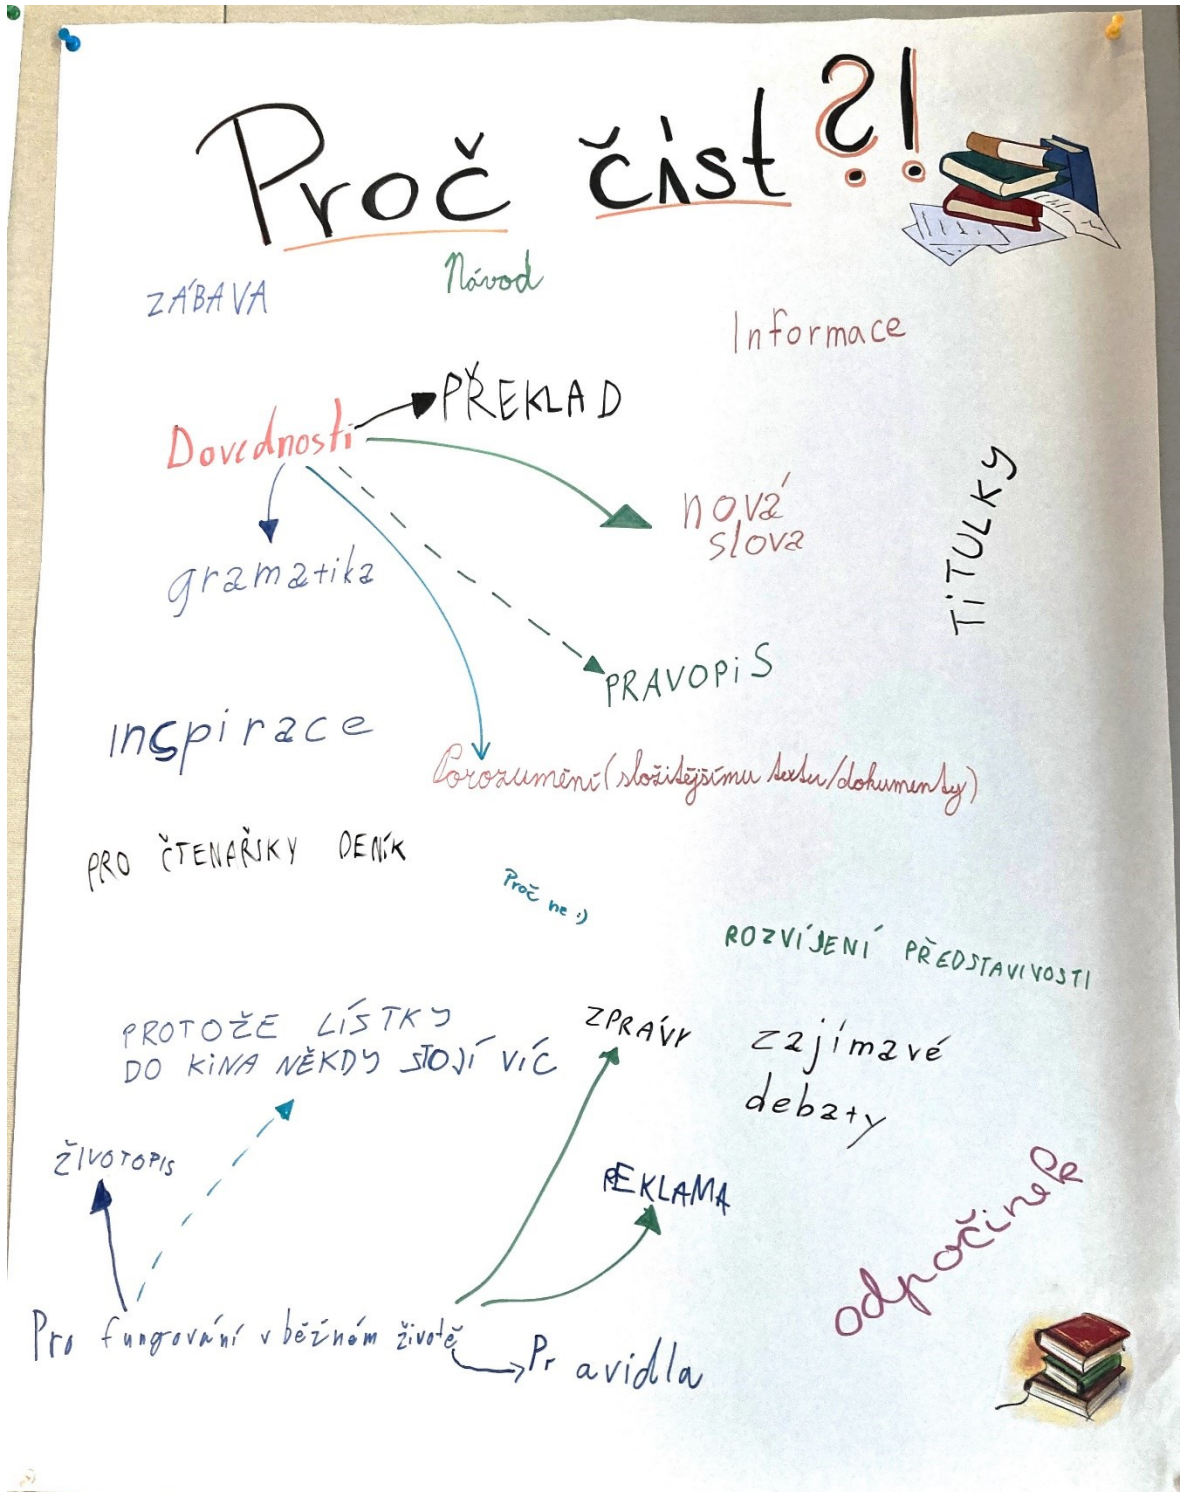 Proč číst ?!
ZÁBAVA
Návod
Informace
Dovednosti
PŘEKLAD
nová
slova
TiTULKY
gramatika
PRAVOPiS
Inspirace
Porozumění (složitějšímu textu/dokumenty)
PRO ČTENAŘSKY DENÍK
Proč ne :)
ROZVÍJENÍ PŘEDSTAVIVOSTI
PROTOŽE LÍSTKY
DO KINA NĚKDY STOJÍ VÍC
ZPRÁVY
zajímavé
debaty
ŽIVOTOPIS
REKLAMA
odpočinek
Pro fungování v běžném životě
Pravidla